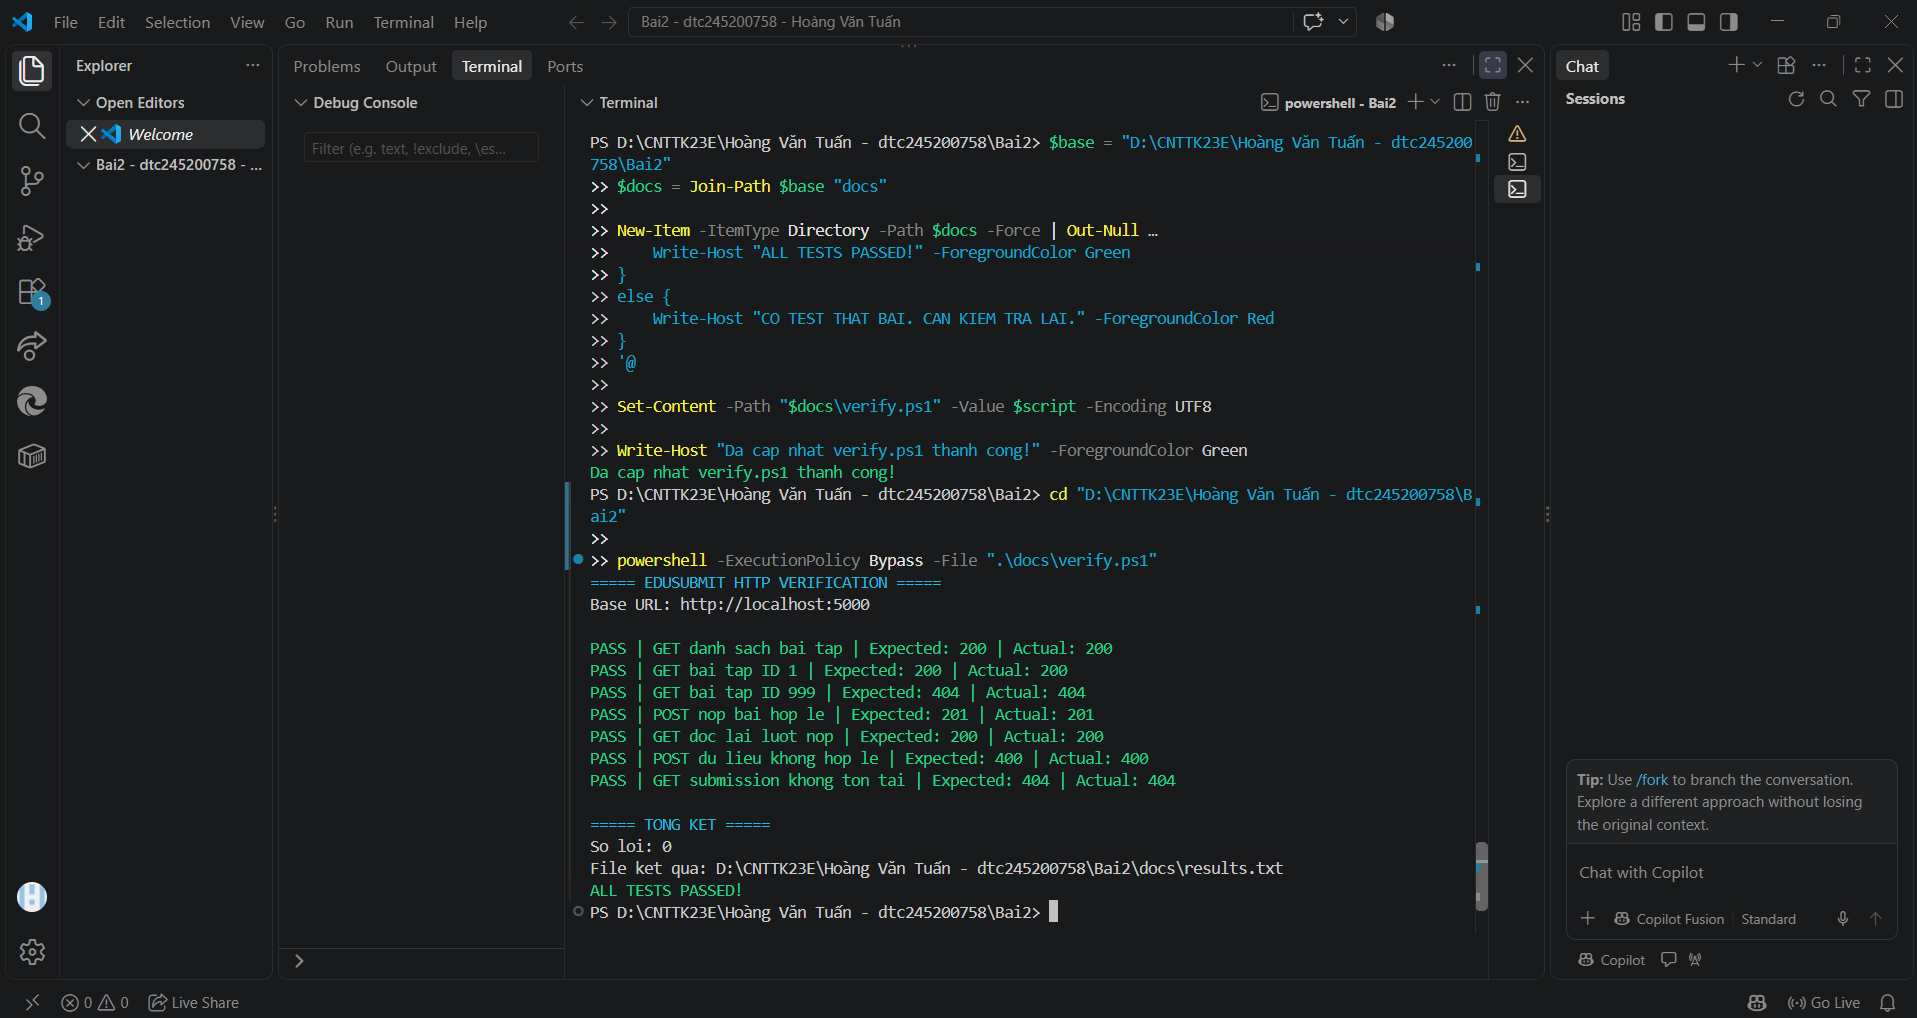 File Edit Selection View Go Run Terminal Help
Bai2 - dtc245200758 - Hoàng Văn Tuấn
Explorer
Open Editors
Welcome
Bai2 - dtc245200758 - ...
1
Problems Output Terminal Ports
Debug Console
Filter (e.g. text, !exclude, \es...
Terminal
powershell - Bai2
PS D:\CNTTK23E\Hoàng Văn Tuấn - dtc245200758\Bai2> $base = "D:\CNTTK23E\Hoàng Văn Tuấn - dtc245200
758\Bai2"
>> $docs = Join-Path $base "docs"
>>
>> New-Item -ItemType Directory -Path $docs -Force | Out-Null …
>>     Write-Host "ALL TESTS PASSED!" -ForegroundColor Green
>> }
>> else {
>>     Write-Host "CO TEST THAT BAI. CAN KIEM TRA LAI." -ForegroundColor Red
>> }
>> '@
>>
>> Set-Content -Path "$docs\verify.ps1" -Value $script -Encoding UTF8
>>
>> Write-Host "Da cap nhat verify.ps1 thanh cong!" -ForegroundColor Green
Da cap nhat verify.ps1 thanh cong!
PS D:\CNTTK23E\Hoàng Văn Tuấn - dtc245200758\Bai2> cd "D:\CNTTK23E\Hoàng Văn Tuấn - dtc245200758\B
ai2"
>>
>> powershell -ExecutionPolicy Bypass -File ".\docs\verify.ps1"
===== EDUSUBMIT HTTP VERIFICATION =====
Base URL: http://localhost:5000
PASS | GET danh sach bai tap | Expected: 200 | Actual: 200
PASS | GET bai tap ID 1 | Expected: 200 | Actual: 200
PASS | GET bai tap ID 999 | Expected: 404 | Actual: 404
PASS | POST nop bai hop le | Expected: 201 | Actual: 201
PASS | GET doc lai luot nop | Expected: 200 | Actual: 200
PASS | POST du lieu khong hop le | Expected: 400 | Actual: 400
PASS | GET submission khong ton tai | Expected: 404 | Actual: 404
===== TONG KET =====
So loi: 0
File ket qua: D:\CNTTK23E\Hoàng Văn Tuấn - dtc245200758\Bai2\docs\results.txt
ALL TESTS PASSED!
PS D:\CNTTK23E\Hoàng Văn Tuấn - dtc245200758\Bai2>
Chat
Sessions
Tip: Use /fork to branch the conversation.
Explore a different approach without losing
the original context.
Chat with Copilot
Copilot Fusion Standard
Copilot
0 0 Live Share
Go Live